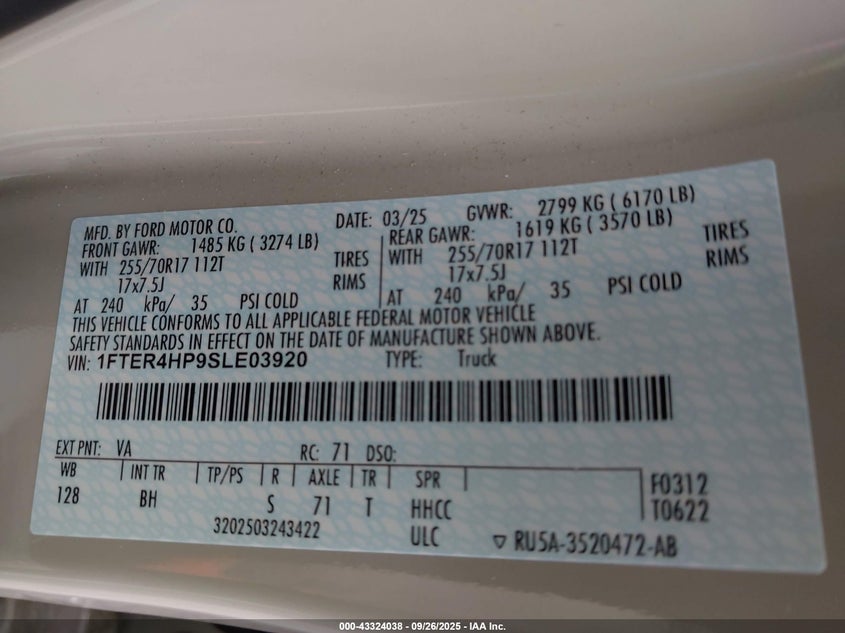 MFD. BY FORD MOTOR CO. DATE: 03/25 GVWR: 2799 KG ( 6170 LB)
FRONT GAWR: 1485 KG ( 3274 LB) REAR GAWR: 1619 KG ( 3570 LB)
WITH 255/70R17 112T TIRES WITH 255/70R17 112T TIRES
17x7.5J RIMS 17x7.5J RIMS
AT 240 kPa/ 35 PSI COLD AT 240 kPa/ 35 PSI COLD
THIS VEHICLE CONFORMS TO ALL APPLICABLE FEDERAL MOTOR VEHICLE
SAFETY STANDARDS IN EFFECT ON THE DATE OF MANUFACTURE SHOWN ABOVE.
VIN: 1FTER4HP9SLE03920 TYPE: Truck
EXT PNT: VA RC: 71 DSO:
WB INT TR TP/PS R AXLE TR SPR F0312
128 BH S 71 T HHCC T0622
3202503243422 ULC ▽ RU5A-3520472-AB
000-43324038 - 09/26/2025 - IAA Inc.